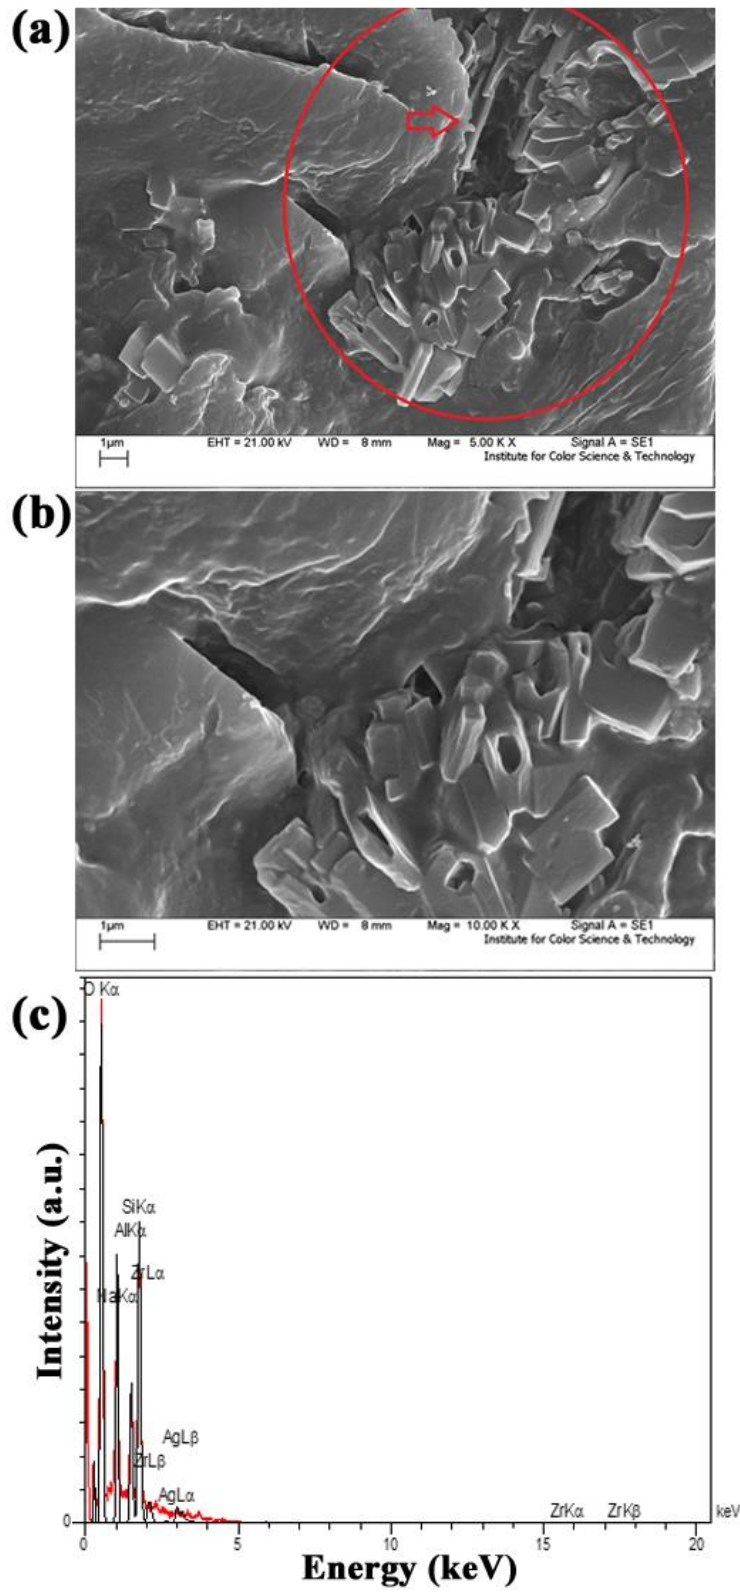 (a)
1µm EHT = 21.00 kV WD = 8 mm Mag = 5.00 K X Signal A = SE1
Institute for Color Science & Technology
(b)
1µm EHT = 21.00 kV WD = 8 mm Mag = 10.00 K X Signal A = SE1
Institute for Color Science & Technology
(c)
O Kα
SiKα
AlKα
ZrLα
NaKα
AgLβ
ZrLβ
AgLα
ZrKα ZrKβ
0
0 5 10 15 20 keV
Intensity (a.u.)
Energy (keV)